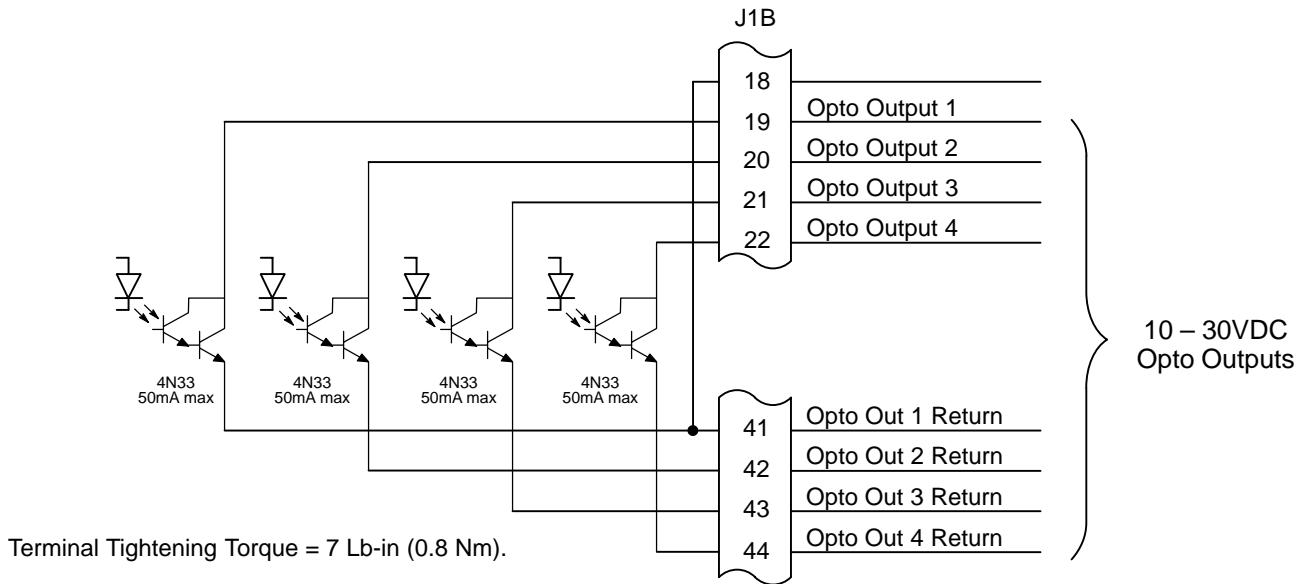 J1B
18
19 Opto Output 1
20 Opto Output 2
21 Opto Output 3
22 Opto Output 4
4N33
50mA max
4N33
50mA max
4N33
50mA max
4N33
50mA max
10 – 30VDC
Opto Outputs
41 Opto Out 1 Return
42 Opto Out 2 Return
43 Opto Out 3 Return
44 Opto Out 4 Return
Terminal Tightening Torque = 7 Lb-in (0.8 Nm).